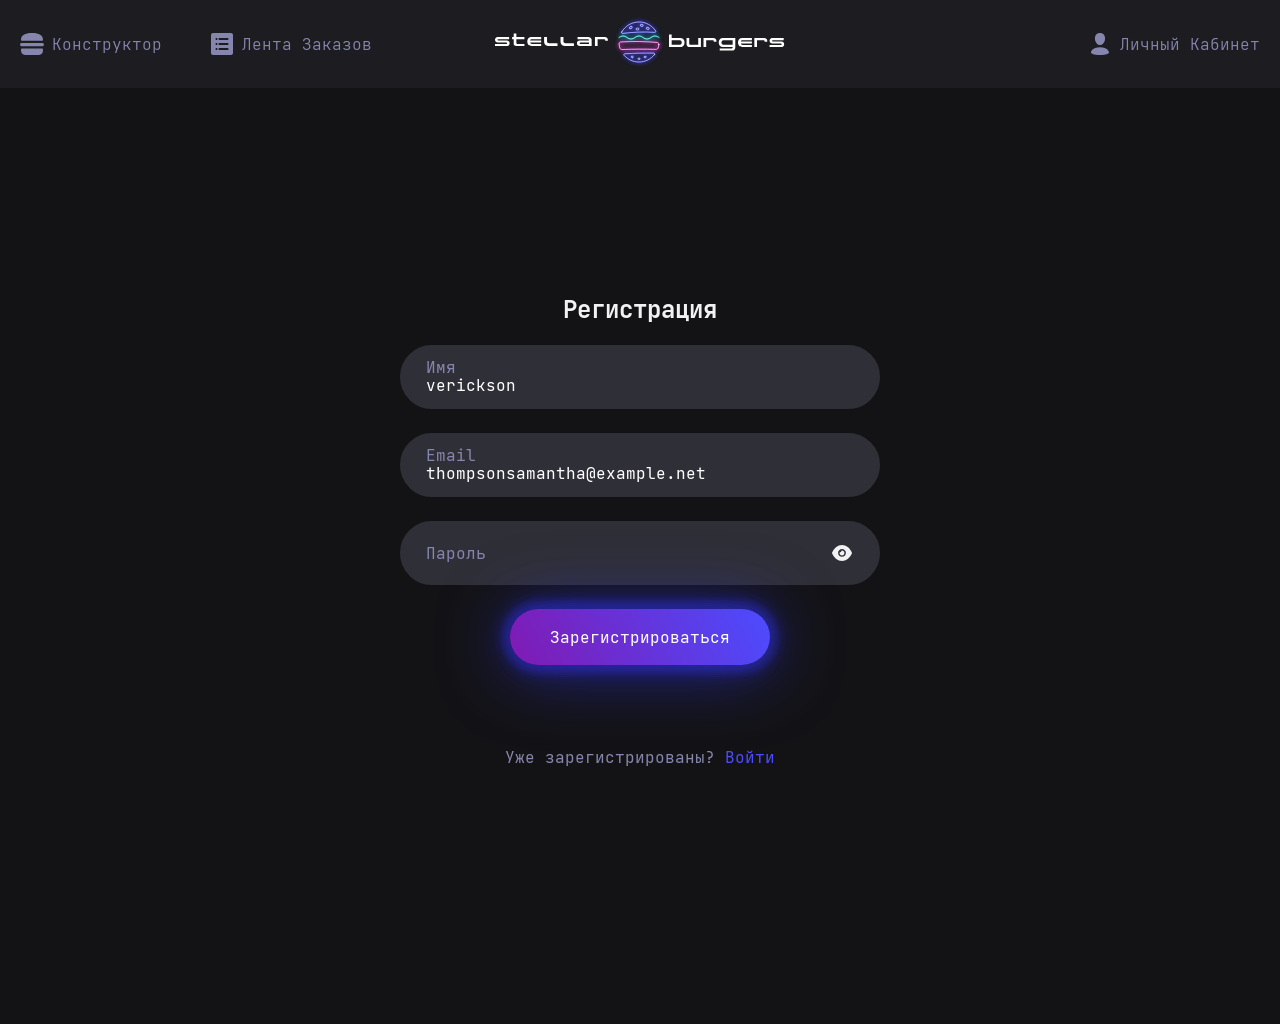 Конструктор
Лента Заказов
stellar burgers
Личный Кабинет
Регистрация
Имя
verickson
Email
thompsonsamantha@example.net
Пароль
Зарегистрироваться
Уже зарегистрированы? Войти